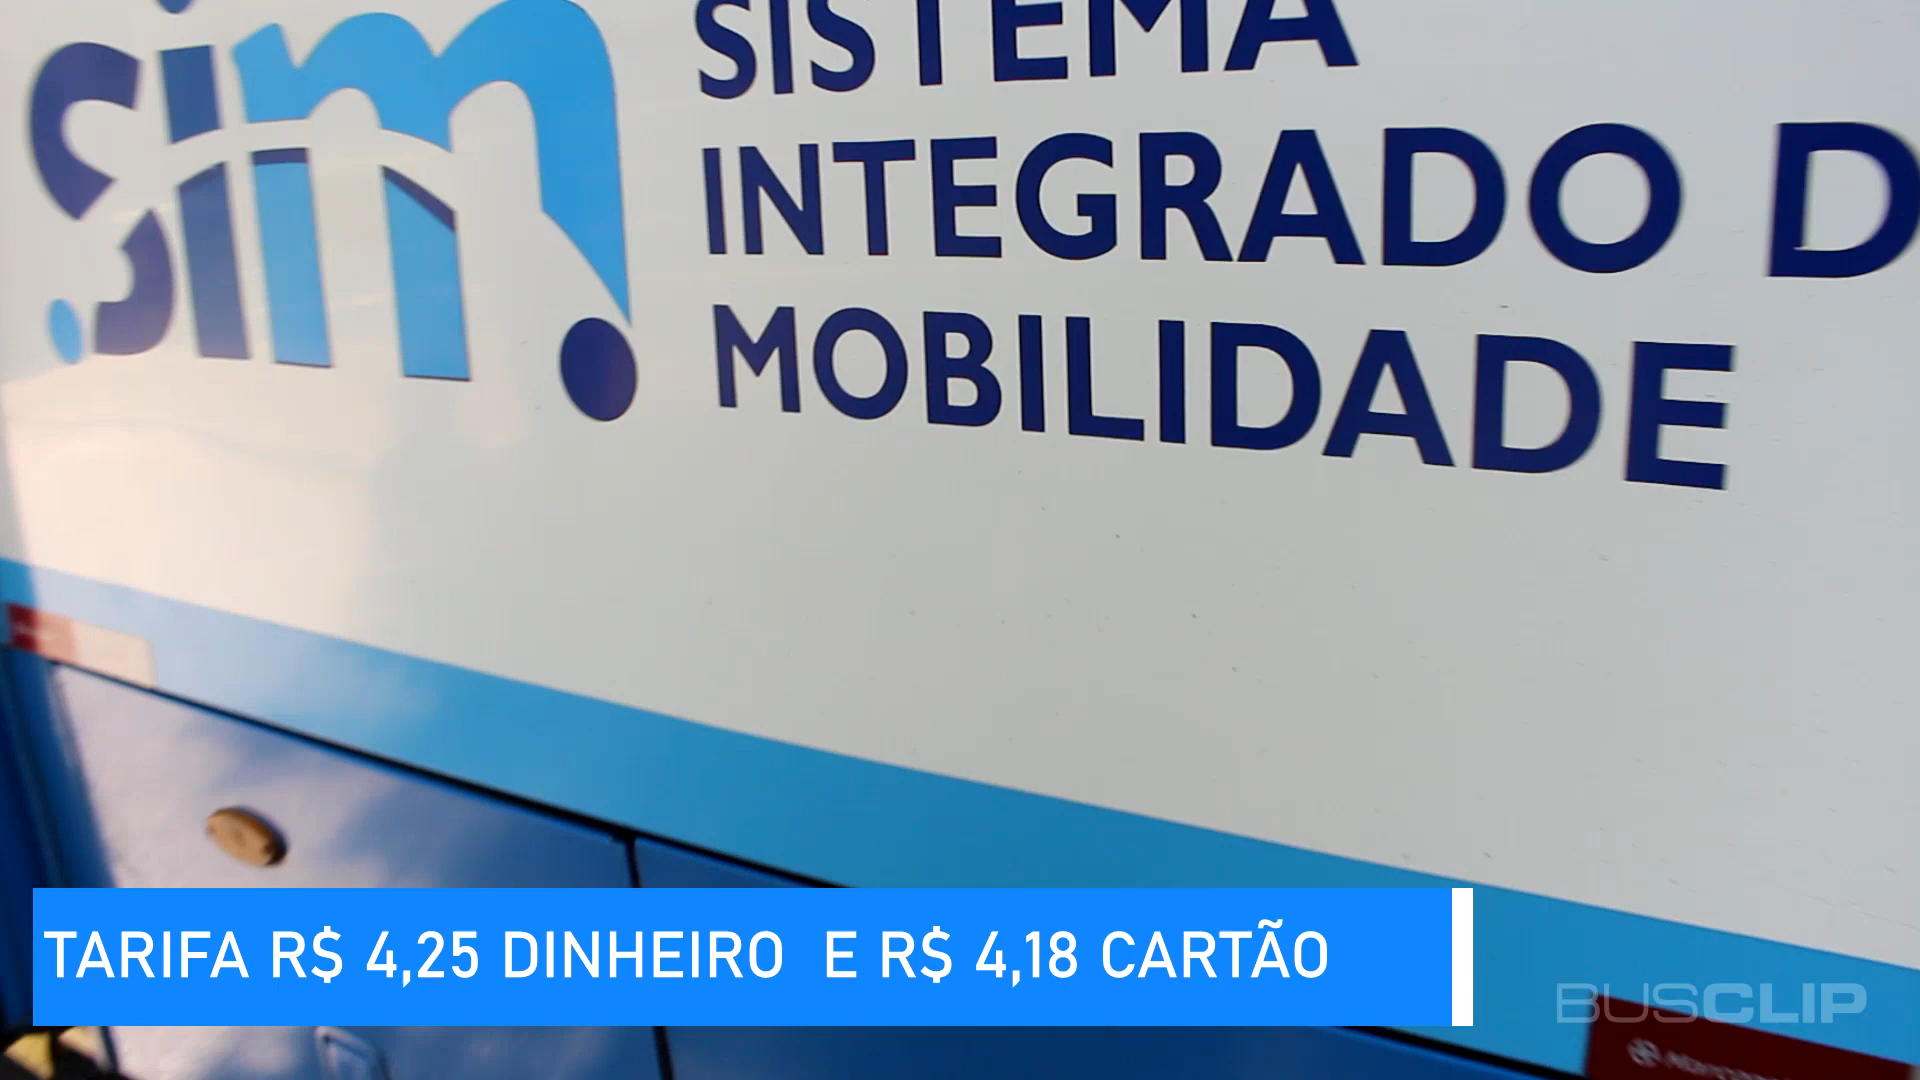 sim
SISTEMA
INTEGRADO D
MOBILIDADE
TARIFA R$ 4,25 DINHEIRO E R$ 4,18 CARTÃO
BUSCLIP